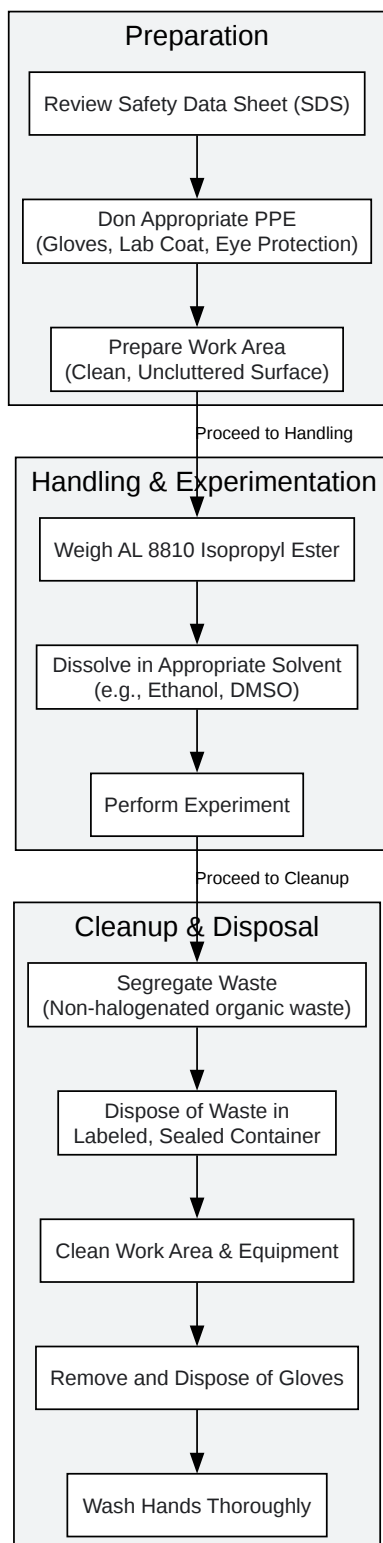 Preparation
Review Safety Data Sheet (SDS)
Don Appropriate PPE
(Gloves, Lab Coat, Eye Protection)
Prepare Work Area
(Clean, Uncluttered Surface)
Proceed to Handling
Handling & Experimentation
Weigh AL 8810 Isopropyl Ester
Dissolve in Appropriate Solvent
(e.g., Ethanol, DMSO)
Perform Experiment
Proceed to Cleanup
Cleanup & Disposal
Segregate Waste
(Non-halogenated organic waste)
Dispose of Waste in
Labeled, Sealed Container
Clean Work Area & Equipment
Remove and Dispose of Gloves
Wash Hands Thoroughly